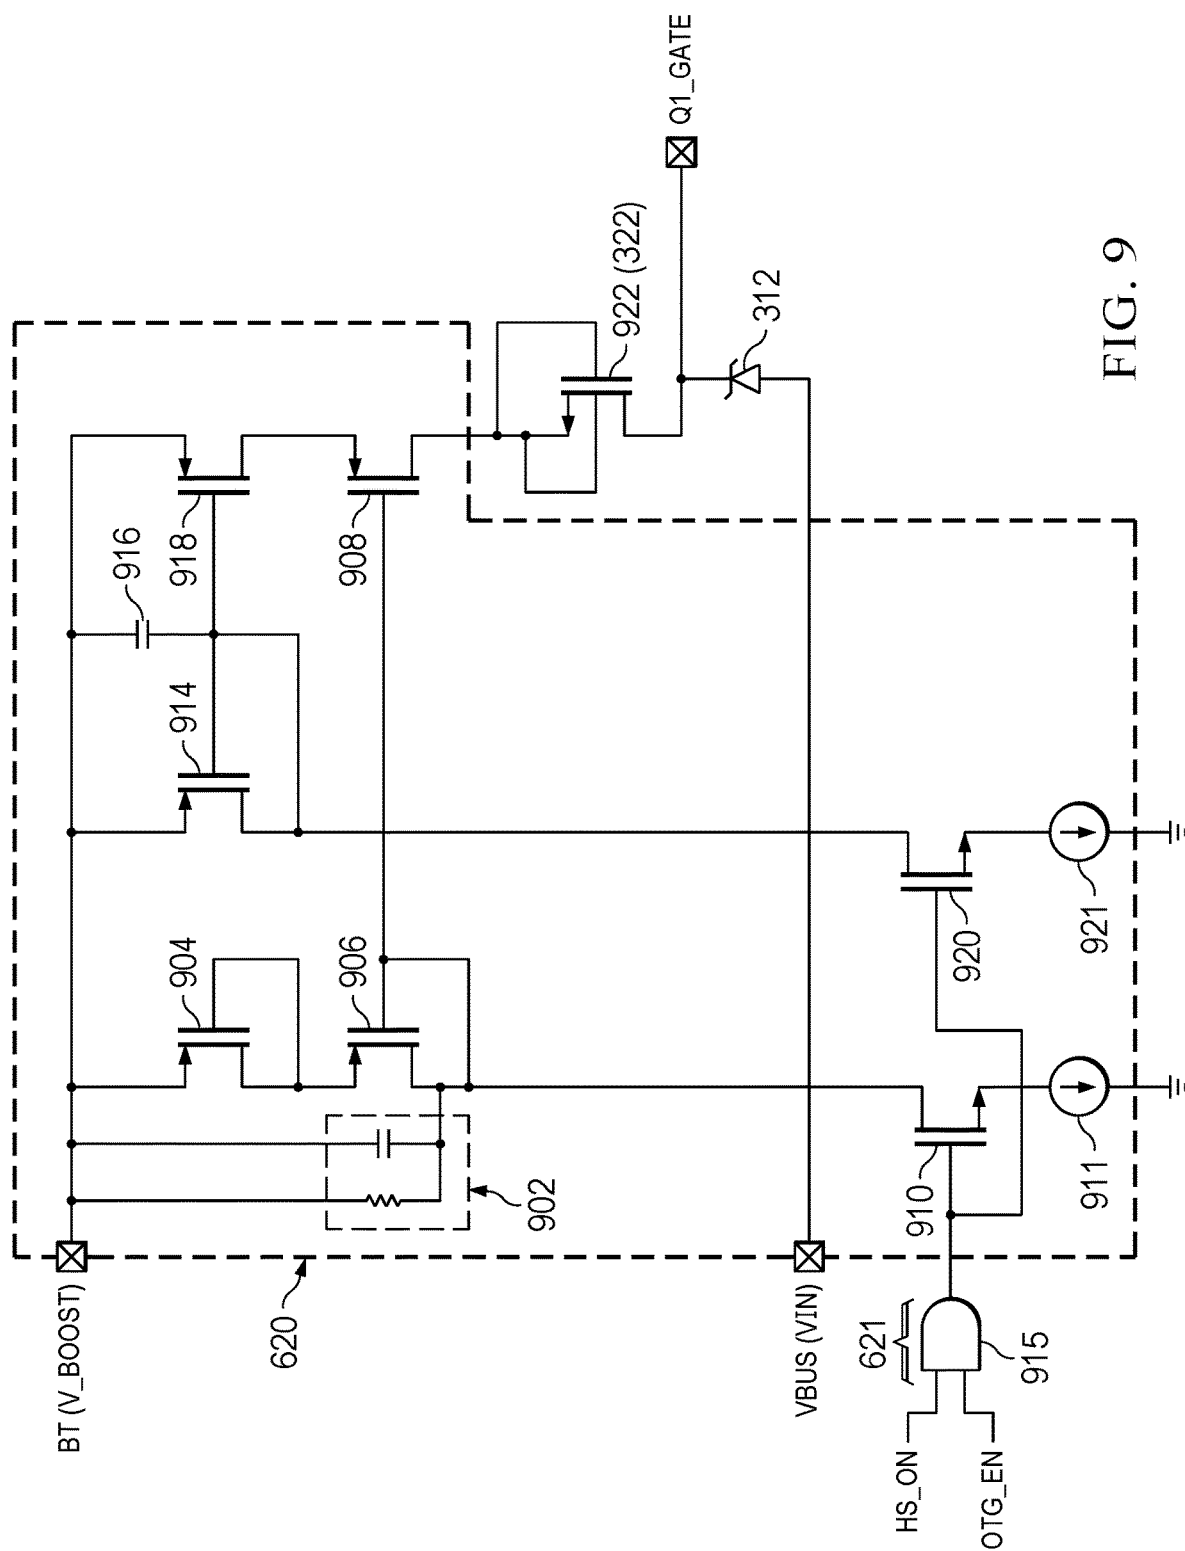 BT (V_BOOST)
620
VBUS (VIN)
HS_ON
OTG_EN
621
915
902
904
906
910
911
914
916
918
908
920
921
922 (322)
312
Q1_GATE
FIG. 9